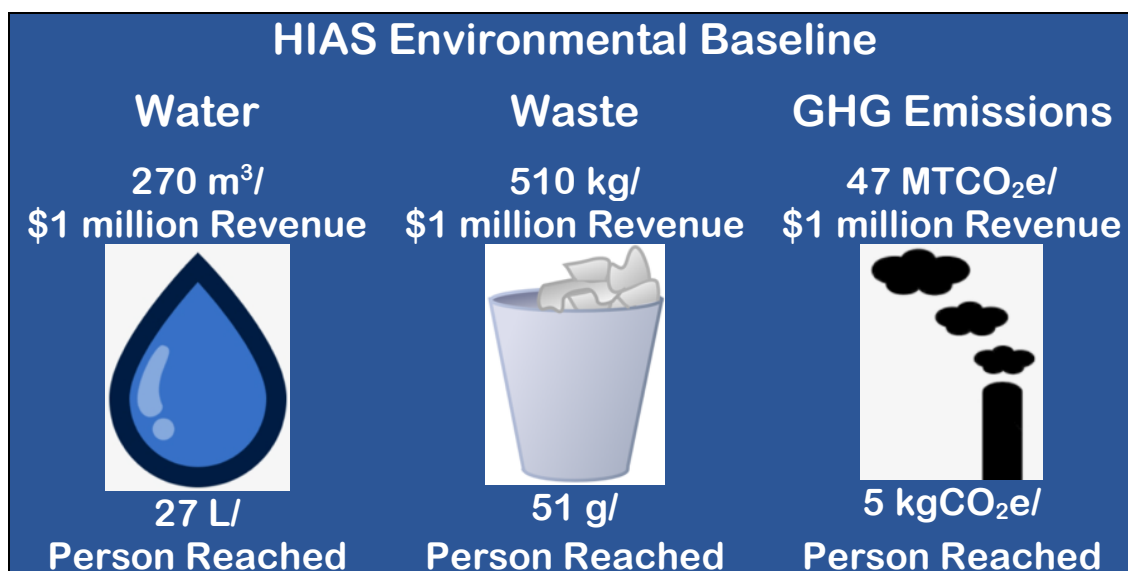 HIAS Environmental Baseline
Water
270 m³/
$1 million Revenue
27 L/
Person Reached
Waste
510 kg/
$1 million Revenue
51 g/
Person Reached
GHG Emissions
47 MTCO₂e/
$1 million Revenue
5 kgCO₂e/
Person Reached